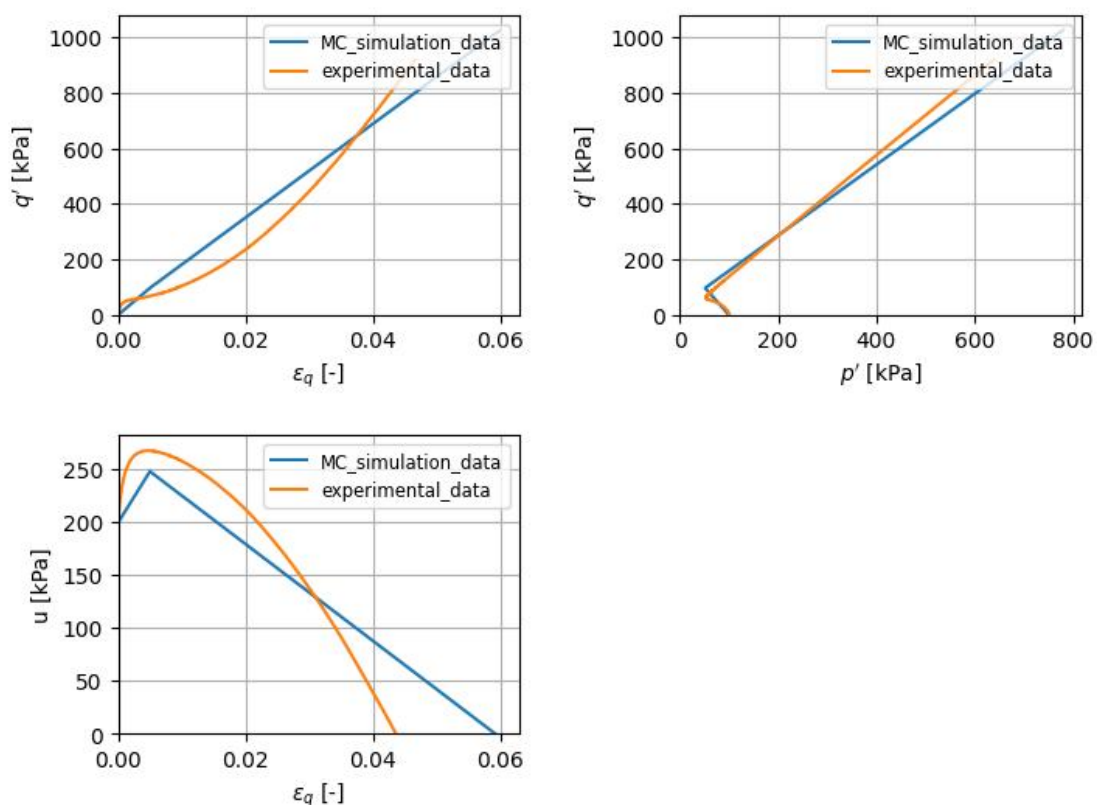 1000
800
600
400
200
0
q′ [kPa]
MC_simulation_data
experimental_data
0.00
0.02
0.04
0.06
ε_q [-]
1000
800
600
400
200
0
q′ [kPa]
MC_simulation_data
experimental_data
0
200
400
600
800
p′ [kPa]
250
200
150
100
50
0
u [kPa]
MC_simulation_data
experimental_data
0.00
0.02
0.04
0.06
ε_q [-]